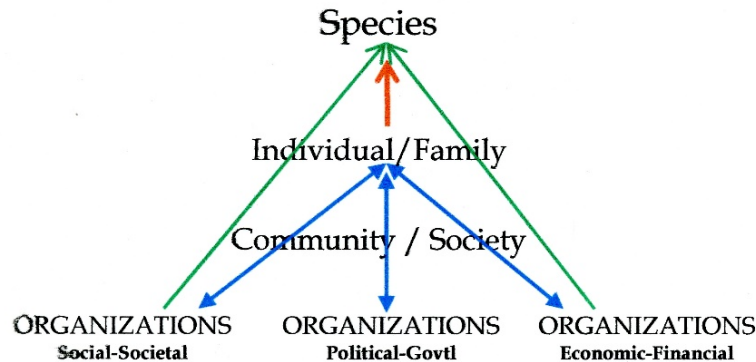 Species
Individual/Family
Community / Society
ORGANIZATIONS ORGANIZATIONS ORGANIZATIONS
Social-Societal Political-Govtl Economic-Financial